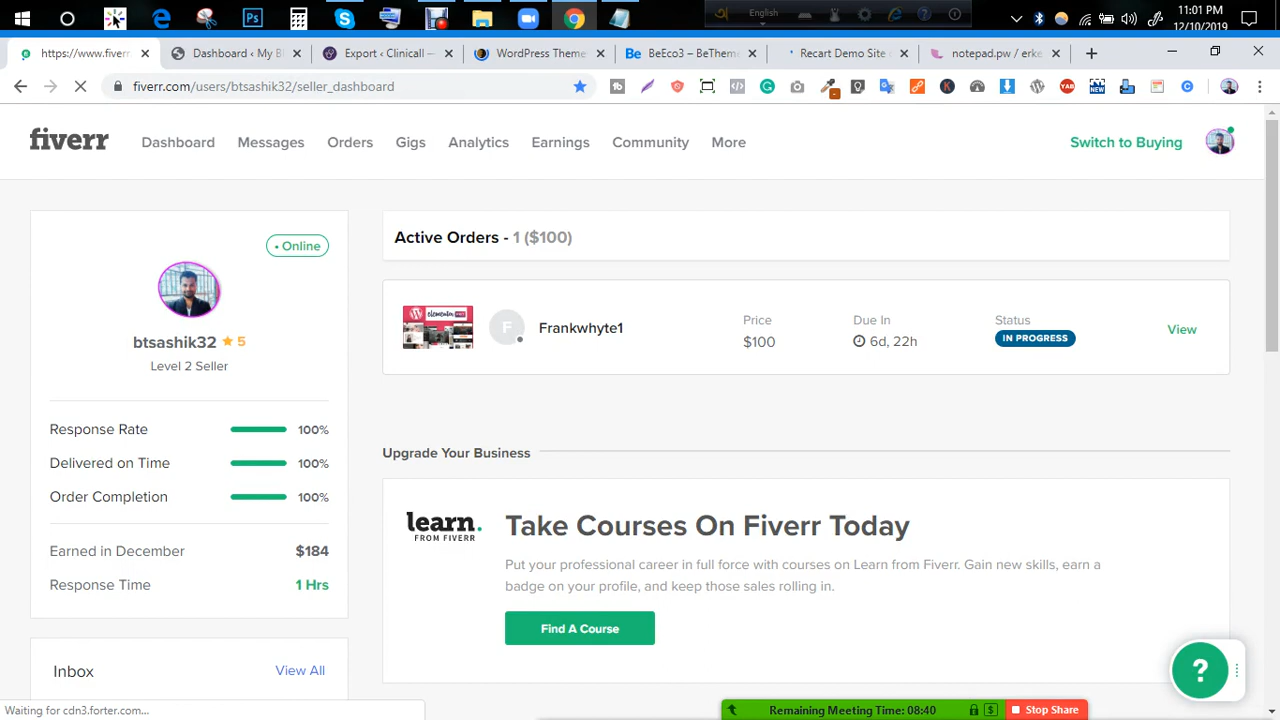 English
11:01 PM
12/10/2019
https://www.fiverr.
Dashboard ‹ My Bl
Export ‹ Clinicall ‹
WordPress Theme
BeEco3 – BeTheme
Recart Demo Site
notepad.pw / erke
fiverr.com/users/btsashik32/seller_dashboard
fiverr
Dashboard
Messages
Orders
Gigs
Analytics
Earnings
Community
More
Switch to Buying
• Online
btsashik32 ★ 5
Level 2 Seller
Response Rate 100%
Delivered on Time 100%
Order Completion 100%
Earned in December $184
Response Time 1 Hrs
Inbox View All
Active Orders - 1 ($100)
elementor
F
Frankwhyte1
Price
$100
Due In
6d, 22h
Status
IN PROGRESS
View
Upgrade Your Business
learn.
FROM FIVERR
Take Courses On Fiverr Today
Put your professional career in full force with courses on Learn from Fiverr. Gain new skills, earn a
badge on your profile, and keep those sales rolling in.
Find A Course
?
Waiting for cdn3.forter.com...
Remaining Meeting Time: 08:40
Stop Share